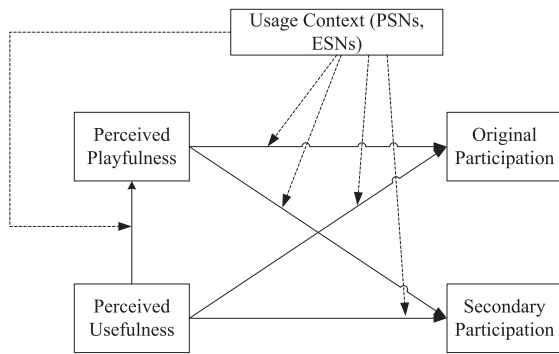 Usage Context (PSNs,
ESNs)
Perceived
Playfulness
Original
Participation
Perceived
Usefulness
Secondary
Participation